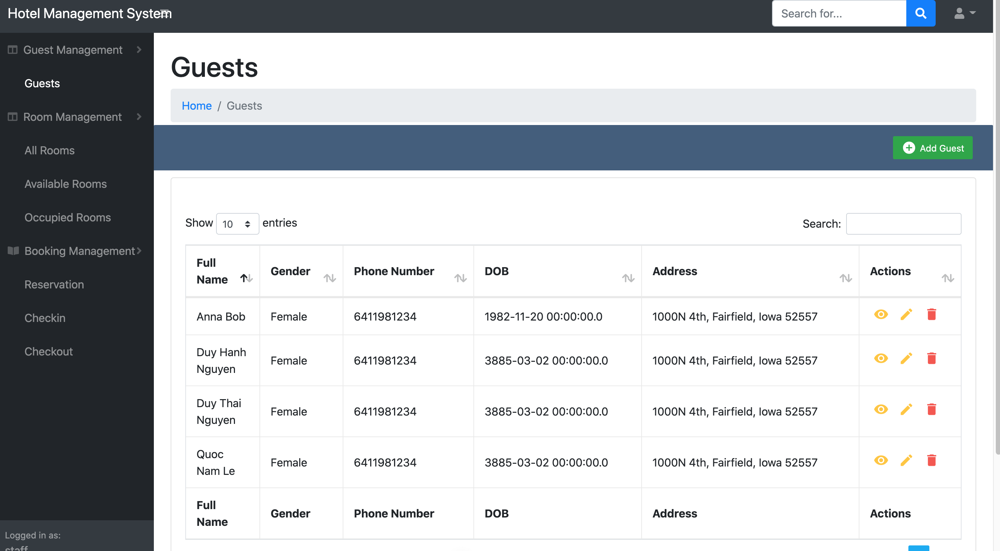 Hotel Management System
Search for...
Guest Management
Guests
Room Management
All Rooms
Available Rooms
Occupied Rooms
Booking Management
Reservation
Checkin
Checkout
Logged in as:
staff
Guests
Home / Guests
Add Guest
Show 10 entries
Search:
Full Name Gender Phone Number DOB Address Actions
Anna Bob Female 6411981234 1982-11-20 00:00:00.0 1000N 4th, Fairfield, Iowa 52557
Duy Hanh Nguyen Female 6411981234 3885-03-02 00:00:00.0 1000N 4th, Fairfield, Iowa 52557
Duy Thai Nguyen Female 6411981234 3885-03-02 00:00:00.0 1000N 4th, Fairfield, Iowa 52557
Quoc Nam Le Female 6411981234 3885-03-02 00:00:00.0 1000N 4th, Fairfield, Iowa 52557
Full Name Gender Phone Number DOB Address Actions